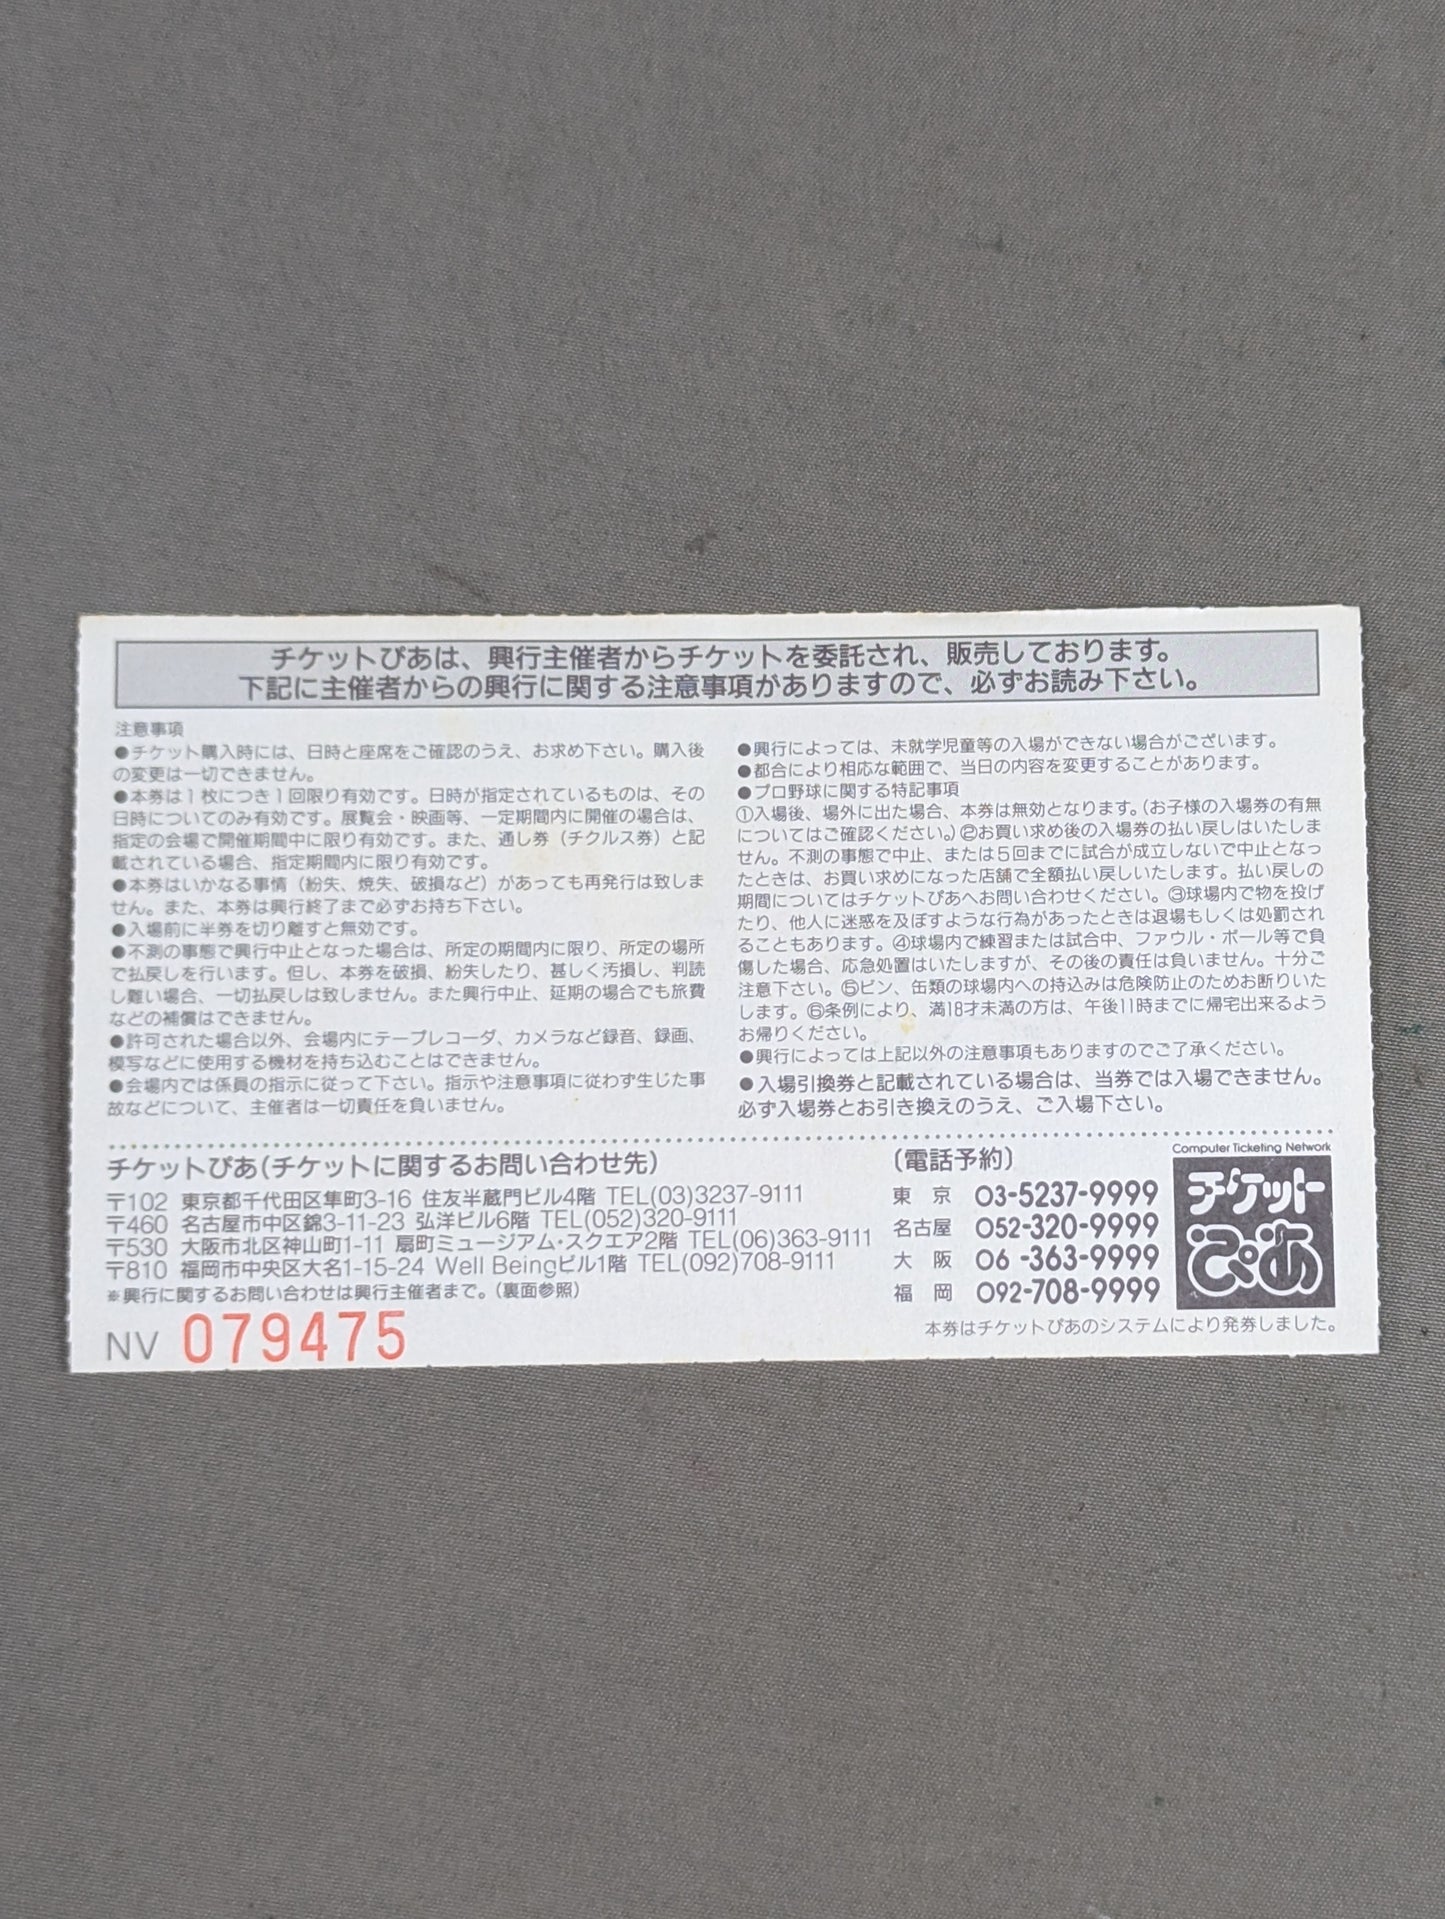 チケットぴあは、興行主催者からチケットを委託され、販売しております。
下記に主催者からの興行に関する注意事項がありますので、必ずお読み下さい。
注意事項
●チケット購入時には、日時と座席をご確認のうえ、お求め下さい。購入後
の変更は一切できません。
●本券は1枚につき1回限り有効です。日時が指定されているものは、その
日時についてのみ有効です。展覧会・映画等、一定期間内に開催の場合は、
指定の会場で開催期間中に限り有効です。また、通し券（チクルス券）と記
載されている場合、指定期間内に限り有効です。
●本券はいかなる事情（紛失、焼失、破損など）があっても再発行は致しま
せん。また、本券は興行終了まで必ずお持ち下さい。
●入場前に半券を切り離すと無効です。
●不測の事態で興行中止となった場合は、所定の期間内に限り、所定の場所
で払戻しを行います。但し、本券を破損、紛失したり、甚しく汚損し、判読
し難い場合、一切払戻しは致しません。また興行中止、延期の場合でも旅費
などの補償はできません。
●許可された場合以外、会場内にテープレコーダ、カメラなど録音、録画、
模写などに使用する機材を持ち込むことはできません。
●会場内では係員の指示に従って下さい。指示や注意事項に従わず生じた事
故などについて、主催者は一切責任を負いません。
●興行によっては、未就学児童等の入場ができない場合がございます。
●都合により相応な範囲で、当日の内容を変更することがあります。
●プロ野球に関する特記事項
①入場後、場外に出た場合、本券は無効となります。（お子様の入場券の有無
についてはご確認ください。）②お買い求め後の入場券の払い戻しはいたしま
せん。不測の事態で中止、または5回までに試合が成立しないで中止となっ
たときは、お買い求めになった店舗で全額払い戻しいたします。払い戻しの
期間についてはチケットぴあへお問い合わせください。③球場内で物を投げ
たり、他人に迷惑を及ぼすような行為があったときは退場もしくは処罰され
ることもあります。④球場内で練習または試合中、ファウル・ボール等で負
傷した場合、応急処置はいたしますが、その後の責任は負いません。十分ご
注意下さい。⑤ビン、缶類の球場内への持込みは危険防止のためお断りいた
します。⑥条例により、満18才未満の方は、午後11時までに帰宅出来るよう
お帰りください。
●興行によっては上記以外の注意事項もありますのでご了承ください。
●入場引換券と記載されている場合は、当券では入場できません。
必ず入場券とお引き換えのうえ、ご入場下さい。
チケットぴあ（チケットに関するお問い合わせ先）
〒102 東京都千代田区隼町3-16 住友半蔵門ビル4階 TEL(03)3237-9111
〒460 名古屋市中区錦3-11-23 弘洋ビル6階 TEL(052)320-9111
〒530 大阪市北区神山町1-11 扇町ミュージアム・スクエア2階 TEL(06)363-9111
〒810 福岡市中央区大名1-15-24 Well Beingビル1階 TEL(092)708-9111
※興行に関するお問い合わせは興行主催者まで。（裏面参照）
NV 079475
〔電話予約〕
東京 03-5237-9999
名古屋 052-320-9999
大阪 06-363-9999
福岡 092-708-9999
Computer Ticketing Network
チケット
ぴあ
本券はチケットぴあのシステムにより発券しました。